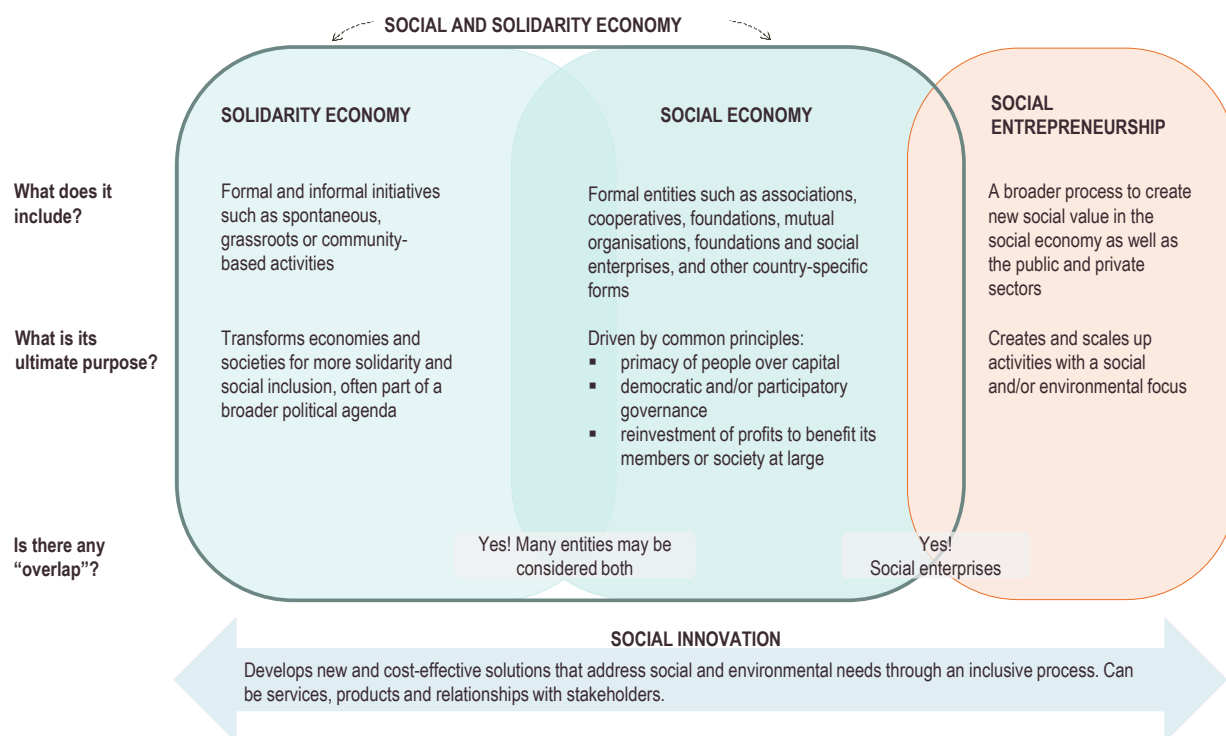 SOCIAL AND SOLIDARITY ECONOMY
SOLIDARITY ECONOMY
SOCIAL ECONOMY
SOCIAL
ENTREPRENEURSHIP
What does it
include?
Formal and informal initiatives
such as spontaneous,
grassroots or community-
based activities
Formal entities such as associations,
cooperatives, foundations, mutual
organisations, foundations and social
enterprises, and other country-specific
forms
A broader process to create
new social value in the
social economy as well as
the public and private
sectors
What is its
ultimate purpose?
Transforms economies and
societies for more solidarity and
social inclusion, often part of a
broader political agenda
Driven by common principles:
▪ primacy of people over capital
▪ democratic and/or participatory
governance
▪ reinvestment of profits to benefit its
members or society at large
Creates and scales up
activities with a social
and/or environmental focus
Is there any
“overlap”?
Yes! Many entities may be
considered both
Yes!
Social enterprises
SOCIAL INNOVATION
Develops new and cost-effective solutions that address social and environmental needs through an inclusive process. Can
be services, products and relationships with stakeholders.